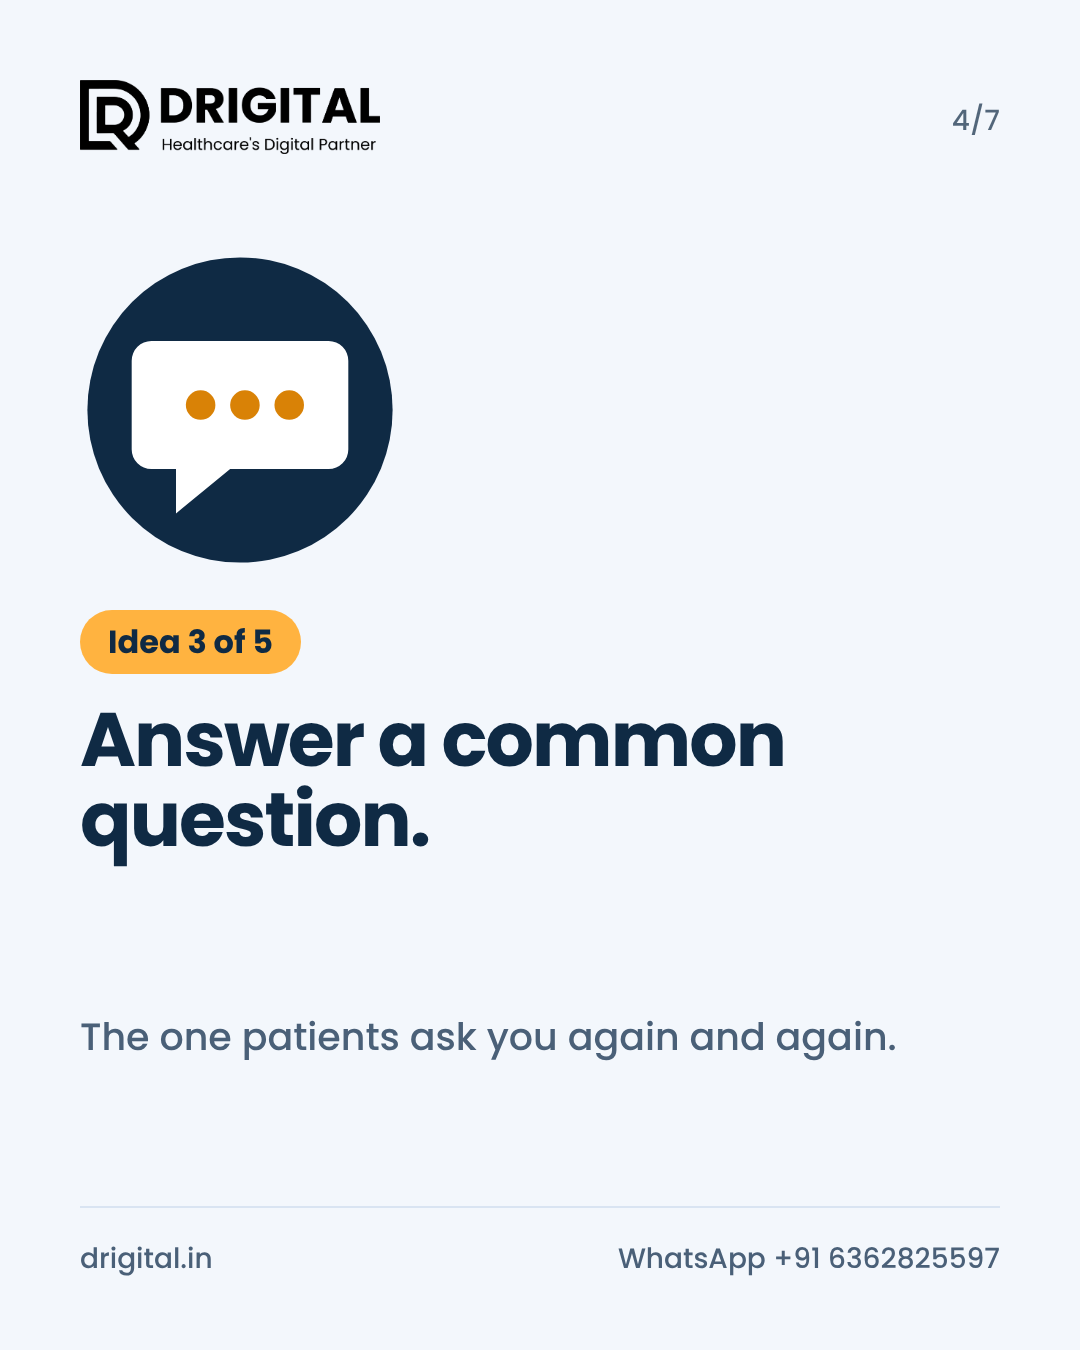 DRIGITAL
Healthcare's Digital Partner
4/7
Idea 3 of 5
Answer a common
question.
The one patients ask you again and again.
drigital.in
WhatsApp +91 6362825597